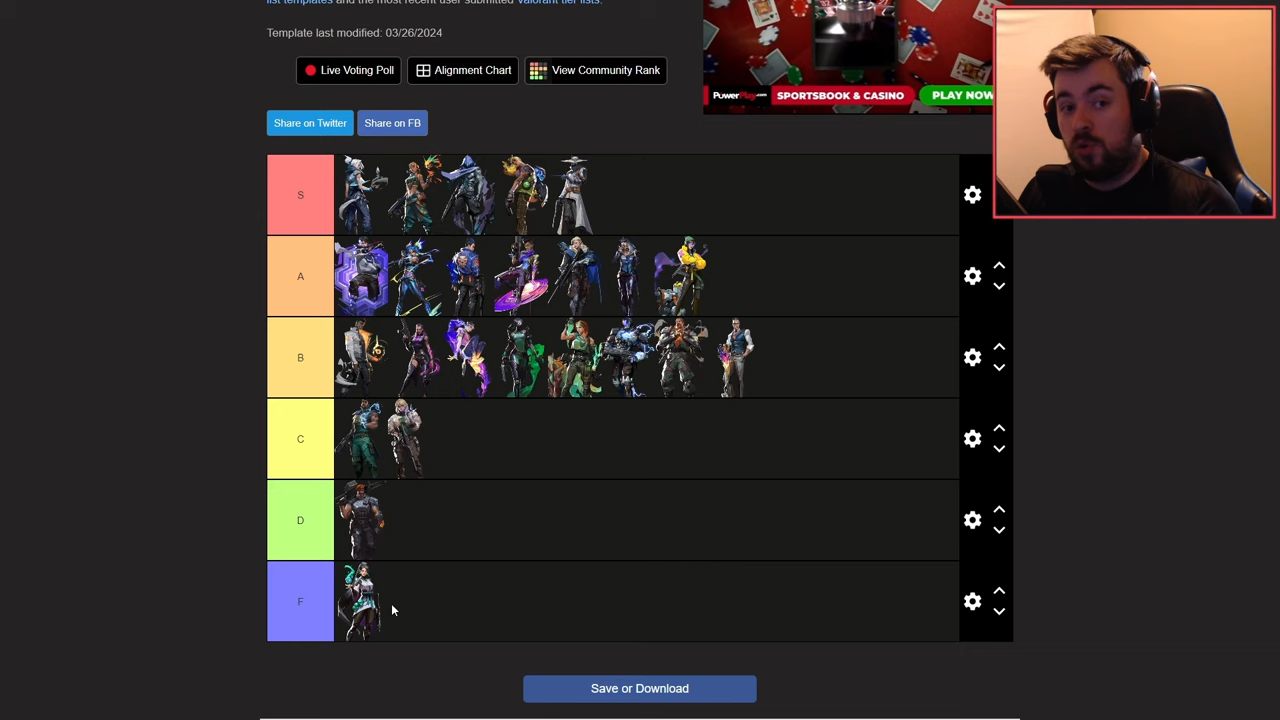 list templates and the most recent user submitted Valorant tier lists.
Template last modified: 03/26/2024
Live Voting Poll
Alignment Chart
View Community Rank
PowerPlay.com SPORTSBOOK & CASINO PLAY NOW
Share on Twitter
Share on FB
S
A
B
C
D
F
Save or Download